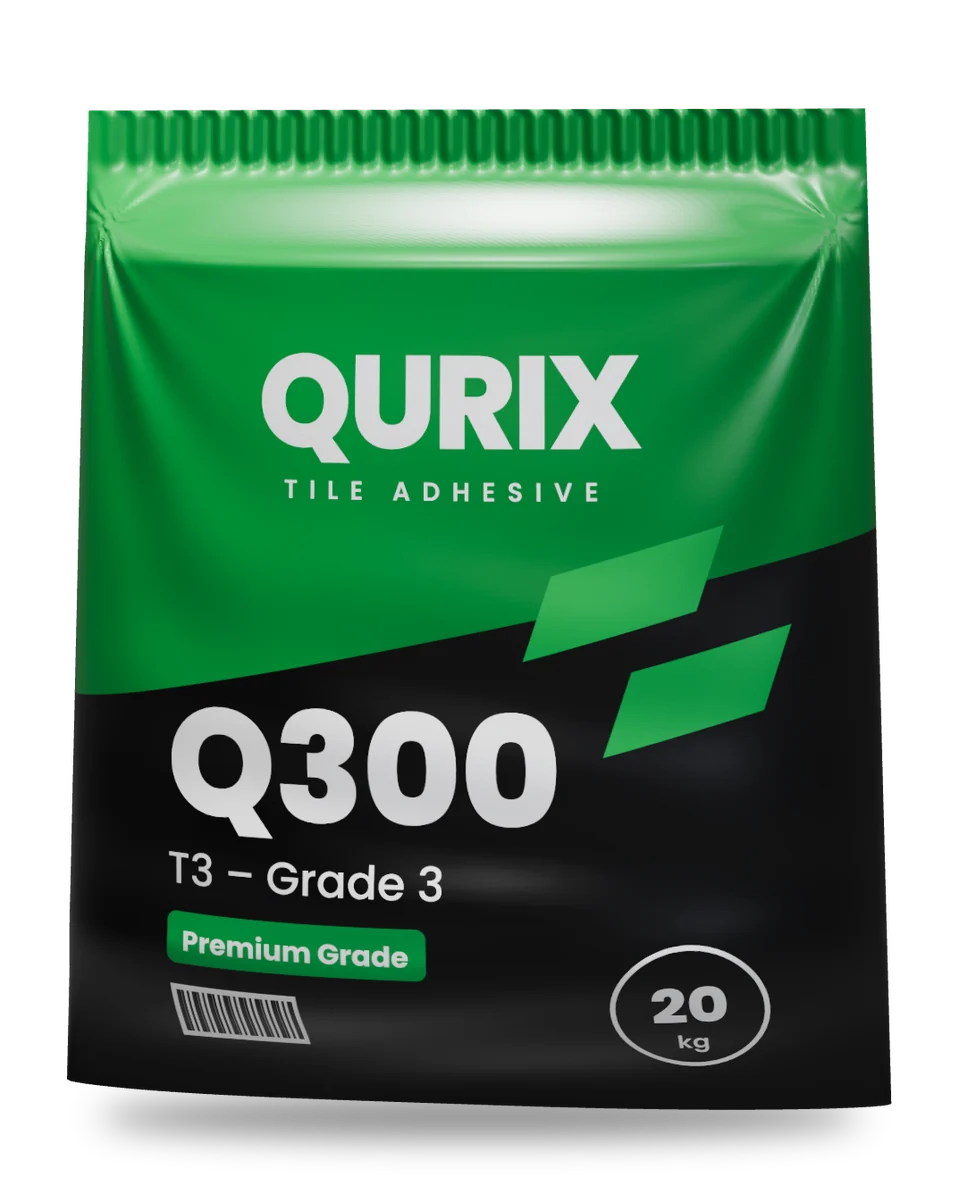 QURIX
TILE ADHESIVE
Q300
T3 – Grade 3
Premium Grade
20
kg